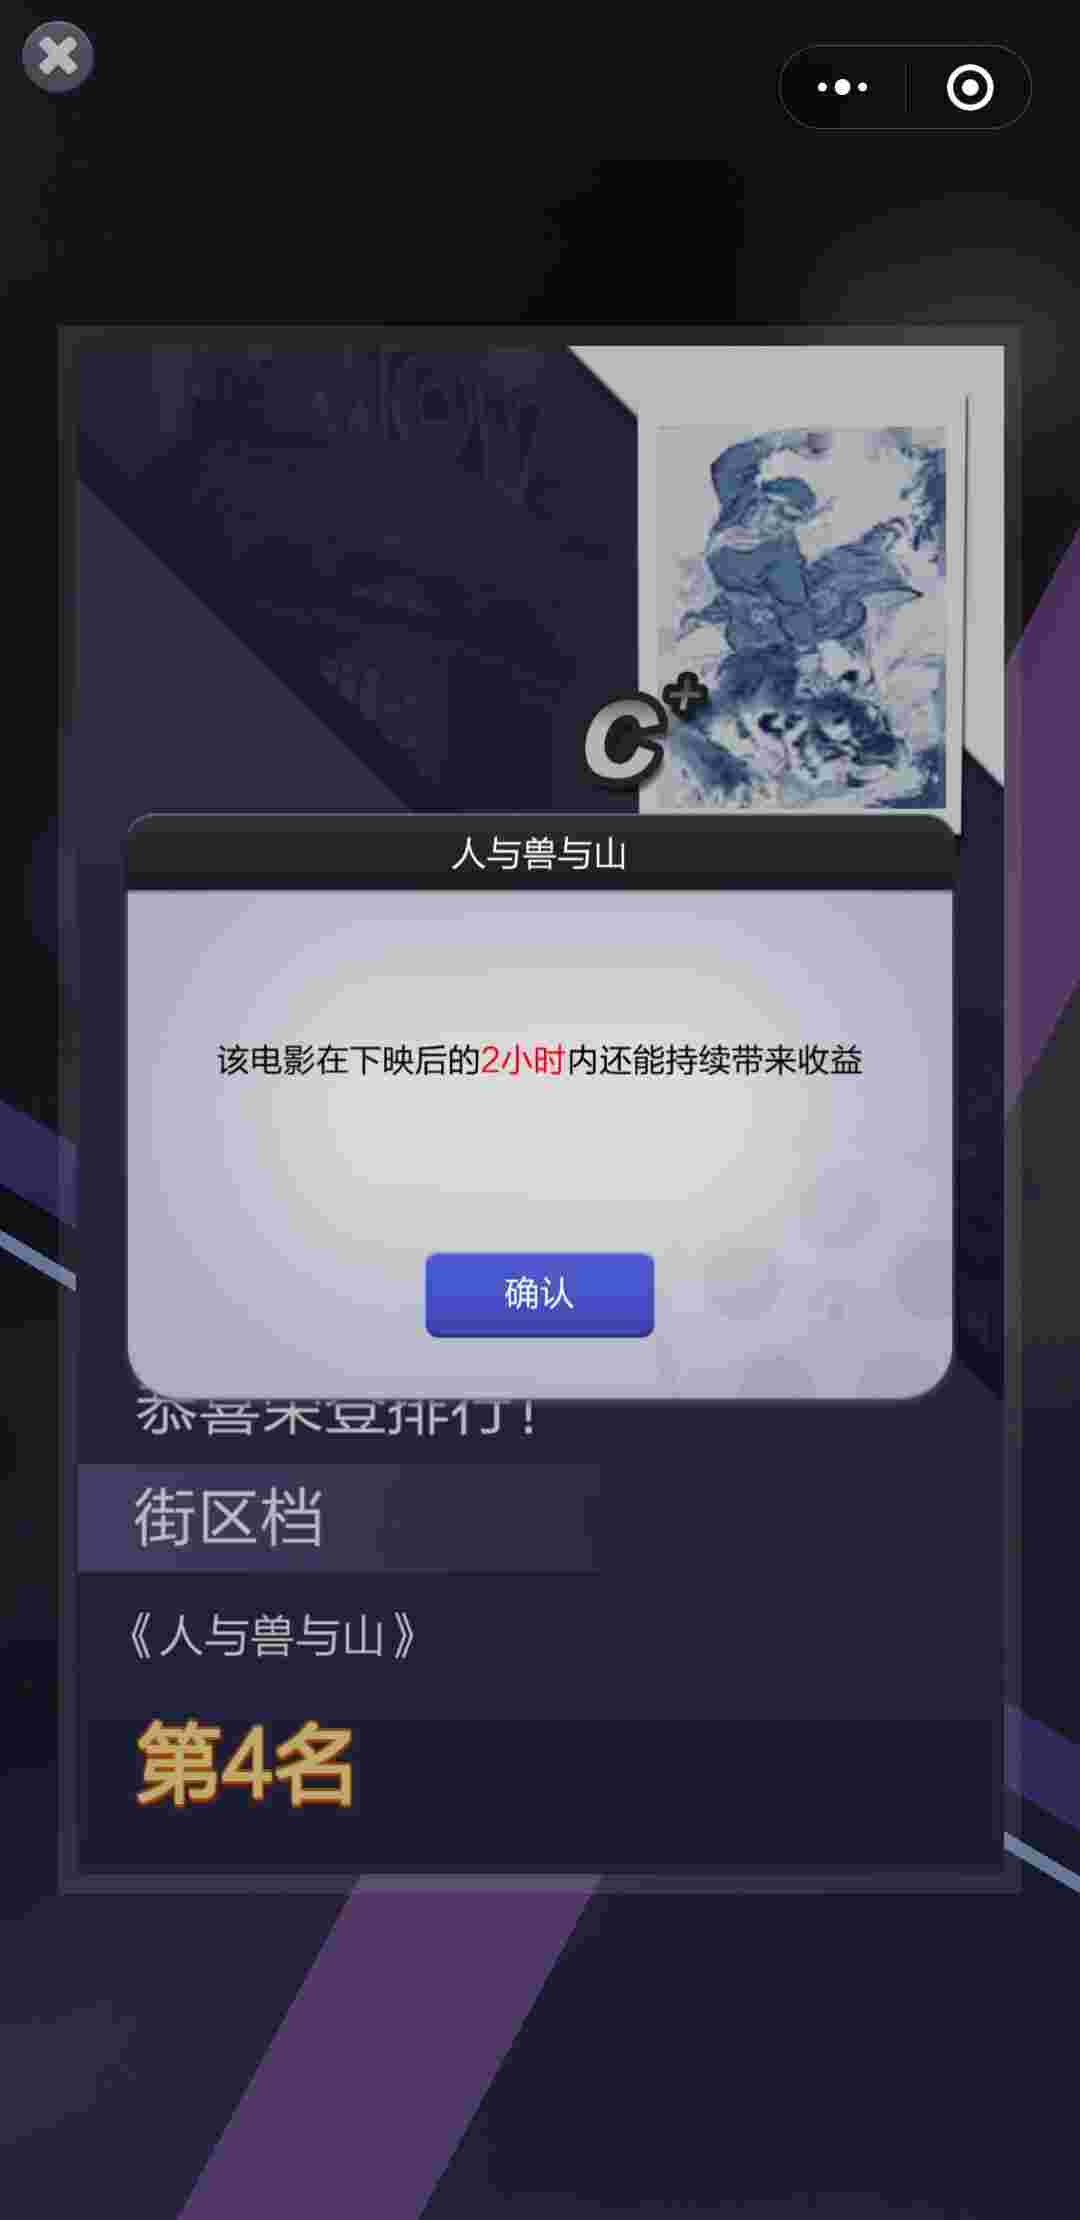 C+
人与兽与山
该电影在下映后的2小时内还能持续带来收益
确认
恭喜荣登排行！
街区档
《人与兽与山》
第4名